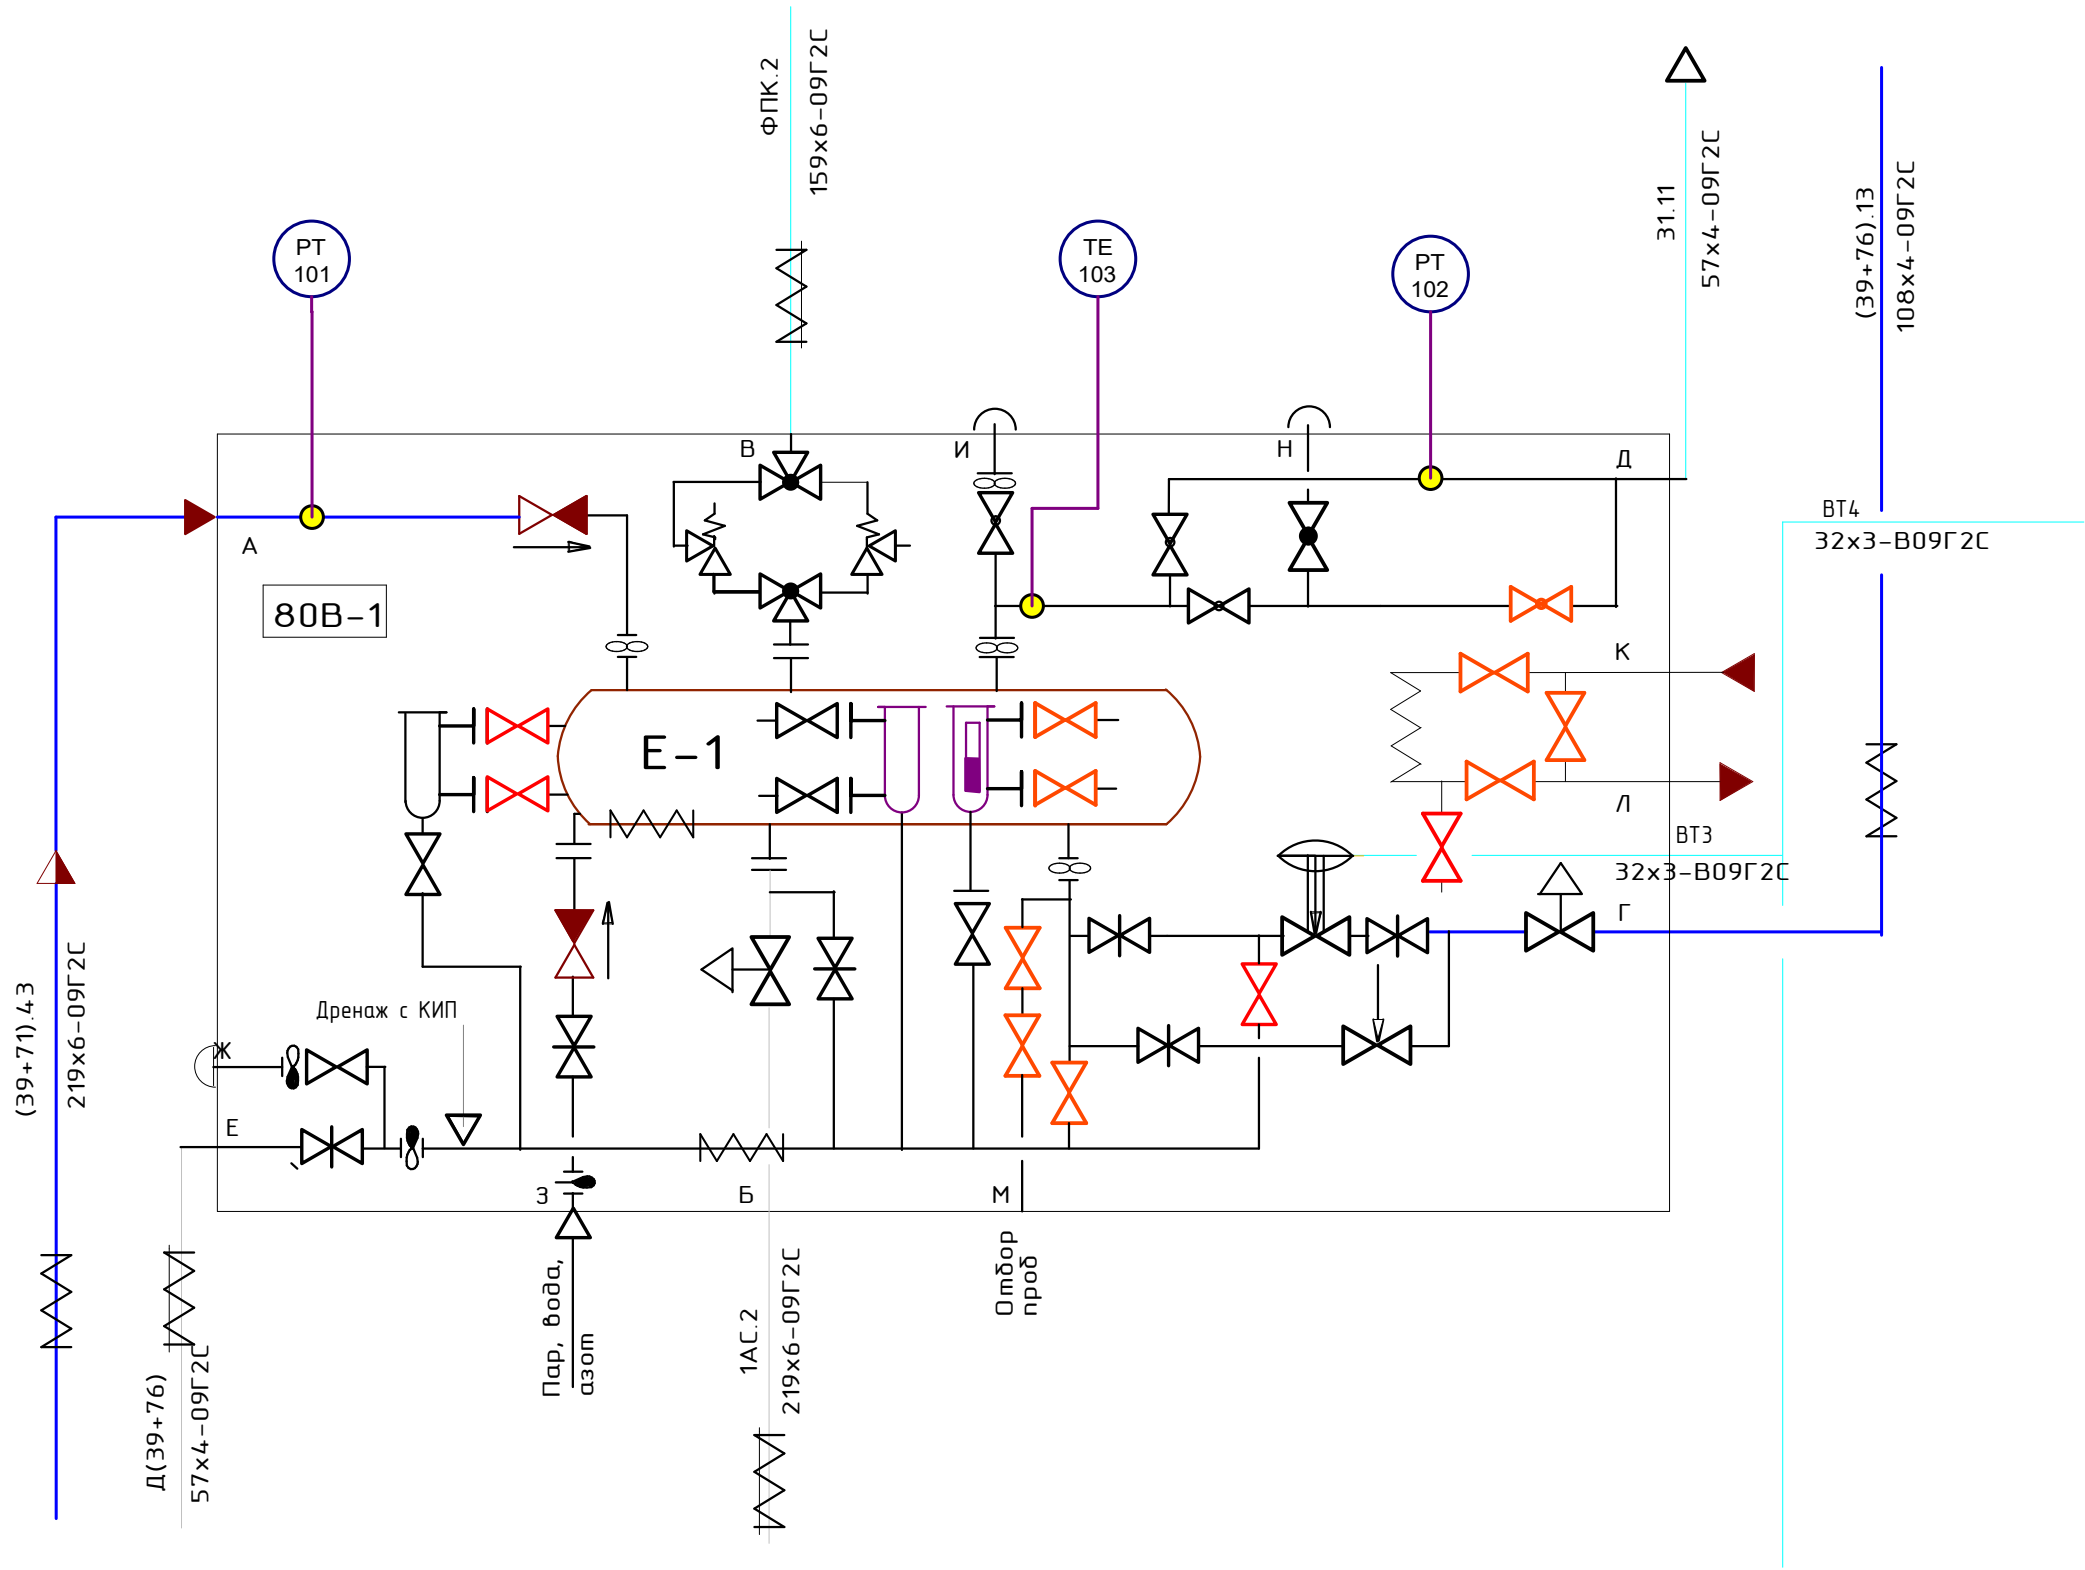 ФПК.2
159х6-09Г2С
31.11
57х4-09Г2С
(39+76).13
108х4-09Г2С
PT
101
TE
103
PT
102
В
И
Н
Д
ВТ4
32х3-В09Г2С
А
80В-1
К
Е-1
Л
ВТ3
32х3-В09Г2С
Г
(39+71).43
219х6-09Г2С
Дренаж с КИП
Ж
Е
З
Б
М
Пар, вода,
азот
Отбор
проб
1АС.2
219х6-09Г2С
Д(39+76)
57х4-09Г2С